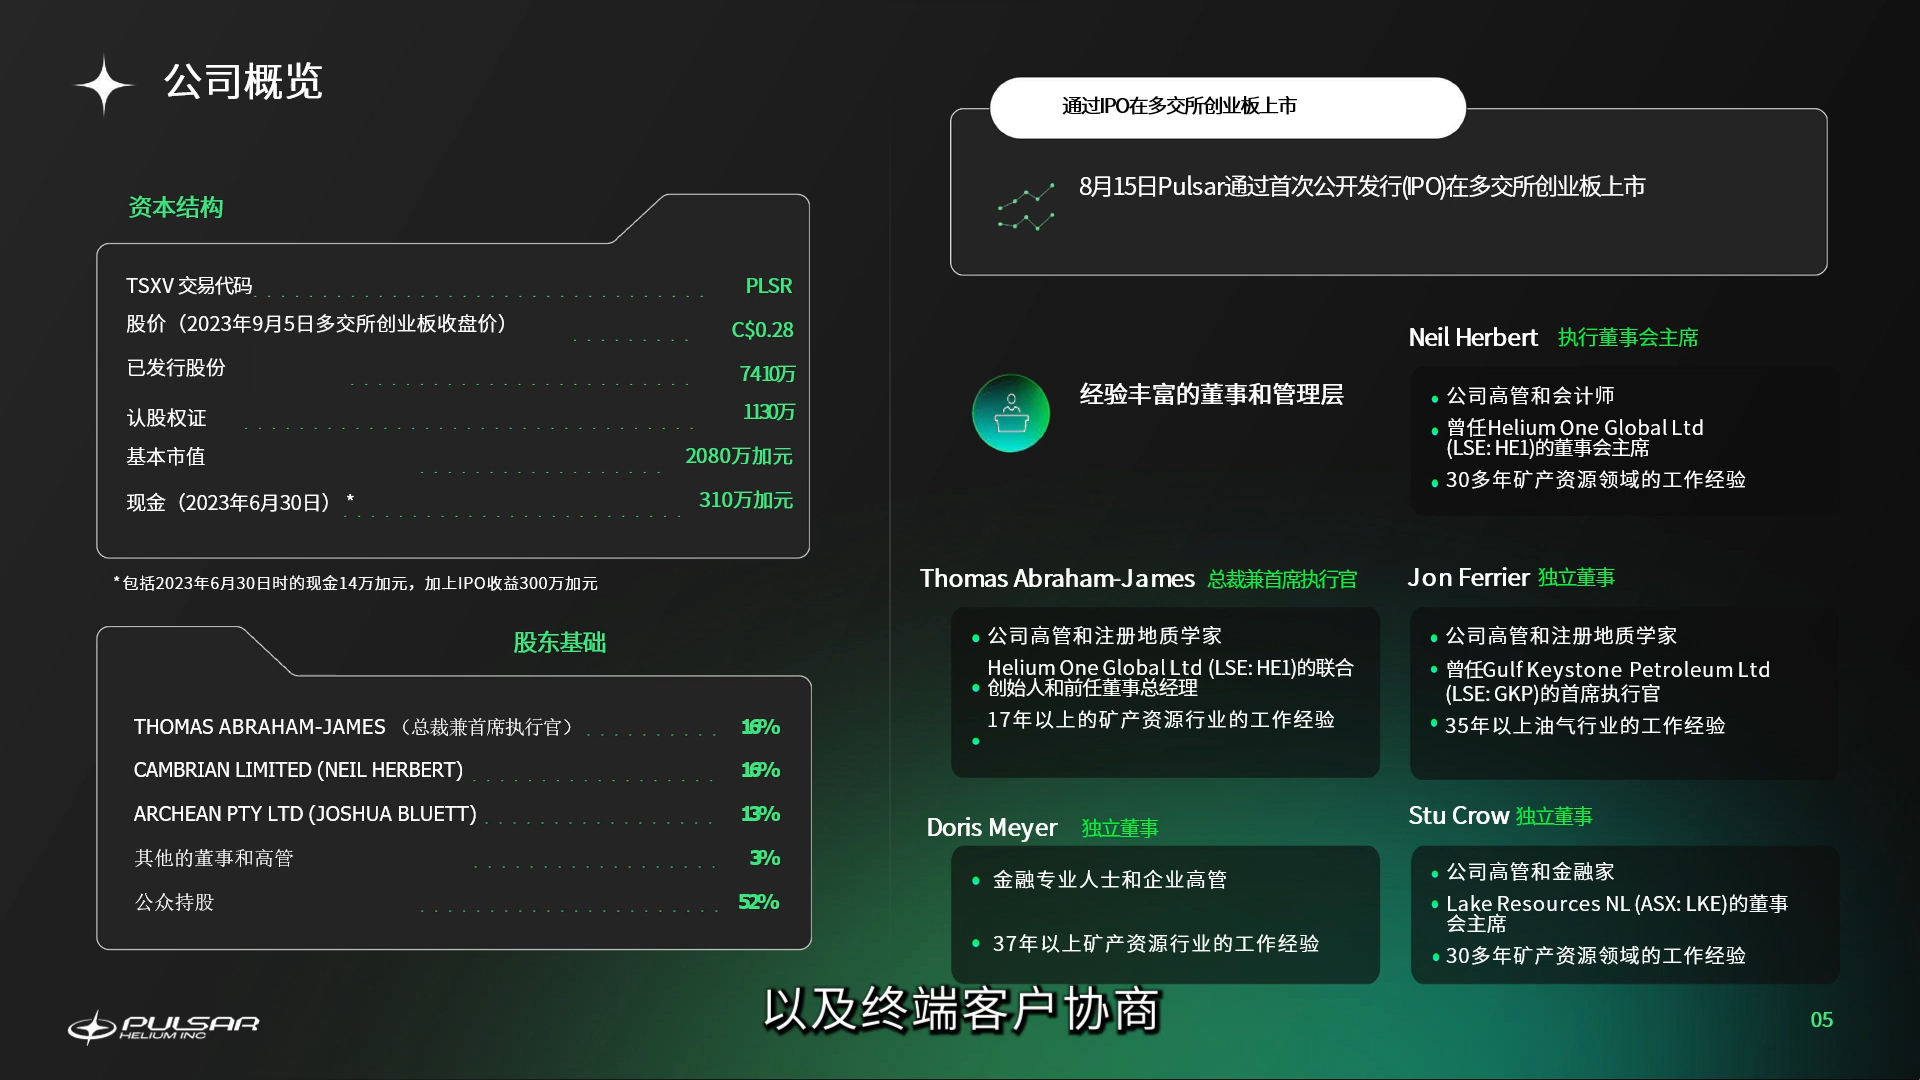 公司概览
资本结构
TSXV 交易代码 PLSR
股价（2023年9月5日多交所创业板收盘价） C$0.28
已发行股份 7410万
认股权证 1130万
基本市值 2080万加元
现金（2023年6月30日）* 310万加元
*包括2023年6月30日时的现金14万加元，加上IPO收益300万加元
股东基础
THOMAS ABRAHAM-JAMES （总裁兼首席执行官） 16%
CAMBRIAN LIMITED (NEIL HERBERT) 16%
ARCHEAN PTY LTD (JOSHUA BLUETT) 13%
其他的董事和高管 3%
公众持股 52%
通过IPO在多交所创业板上市
8月15日Pulsar通过首次公开发行(IPO)在多交所创业板上市
经验丰富的董事和管理层
Neil Herbert 执行董事会主席
公司高管和会计师
曾任Helium One Global Ltd
(LSE: HE1)的董事会主席
30多年矿产资源领域的工作经验
Thomas Abraham-James 总裁兼首席执行官
公司高管和注册地质学家
Helium One Global Ltd (LSE: HE1)的联合
创始人和前任董事总经理
17年以上的矿产资源行业的工作经验
Jon Ferrier 独立董事
公司高管和注册地质学家
曾任Gulf Keystone Petroleum Ltd
(LSE: GKP)的首席执行官
35年以上油气行业的工作经验
Doris Meyer 独立董事
金融专业人士和企业高管
37年以上矿产资源行业的工作经验
Stu Crow 独立董事
公司高管和金融家
Lake Resources NL (ASX: LKE)的董事
会主席
30多年矿产资源领域的工作经验
以及终端客户协商
PULSAR
HELIUM INC
05